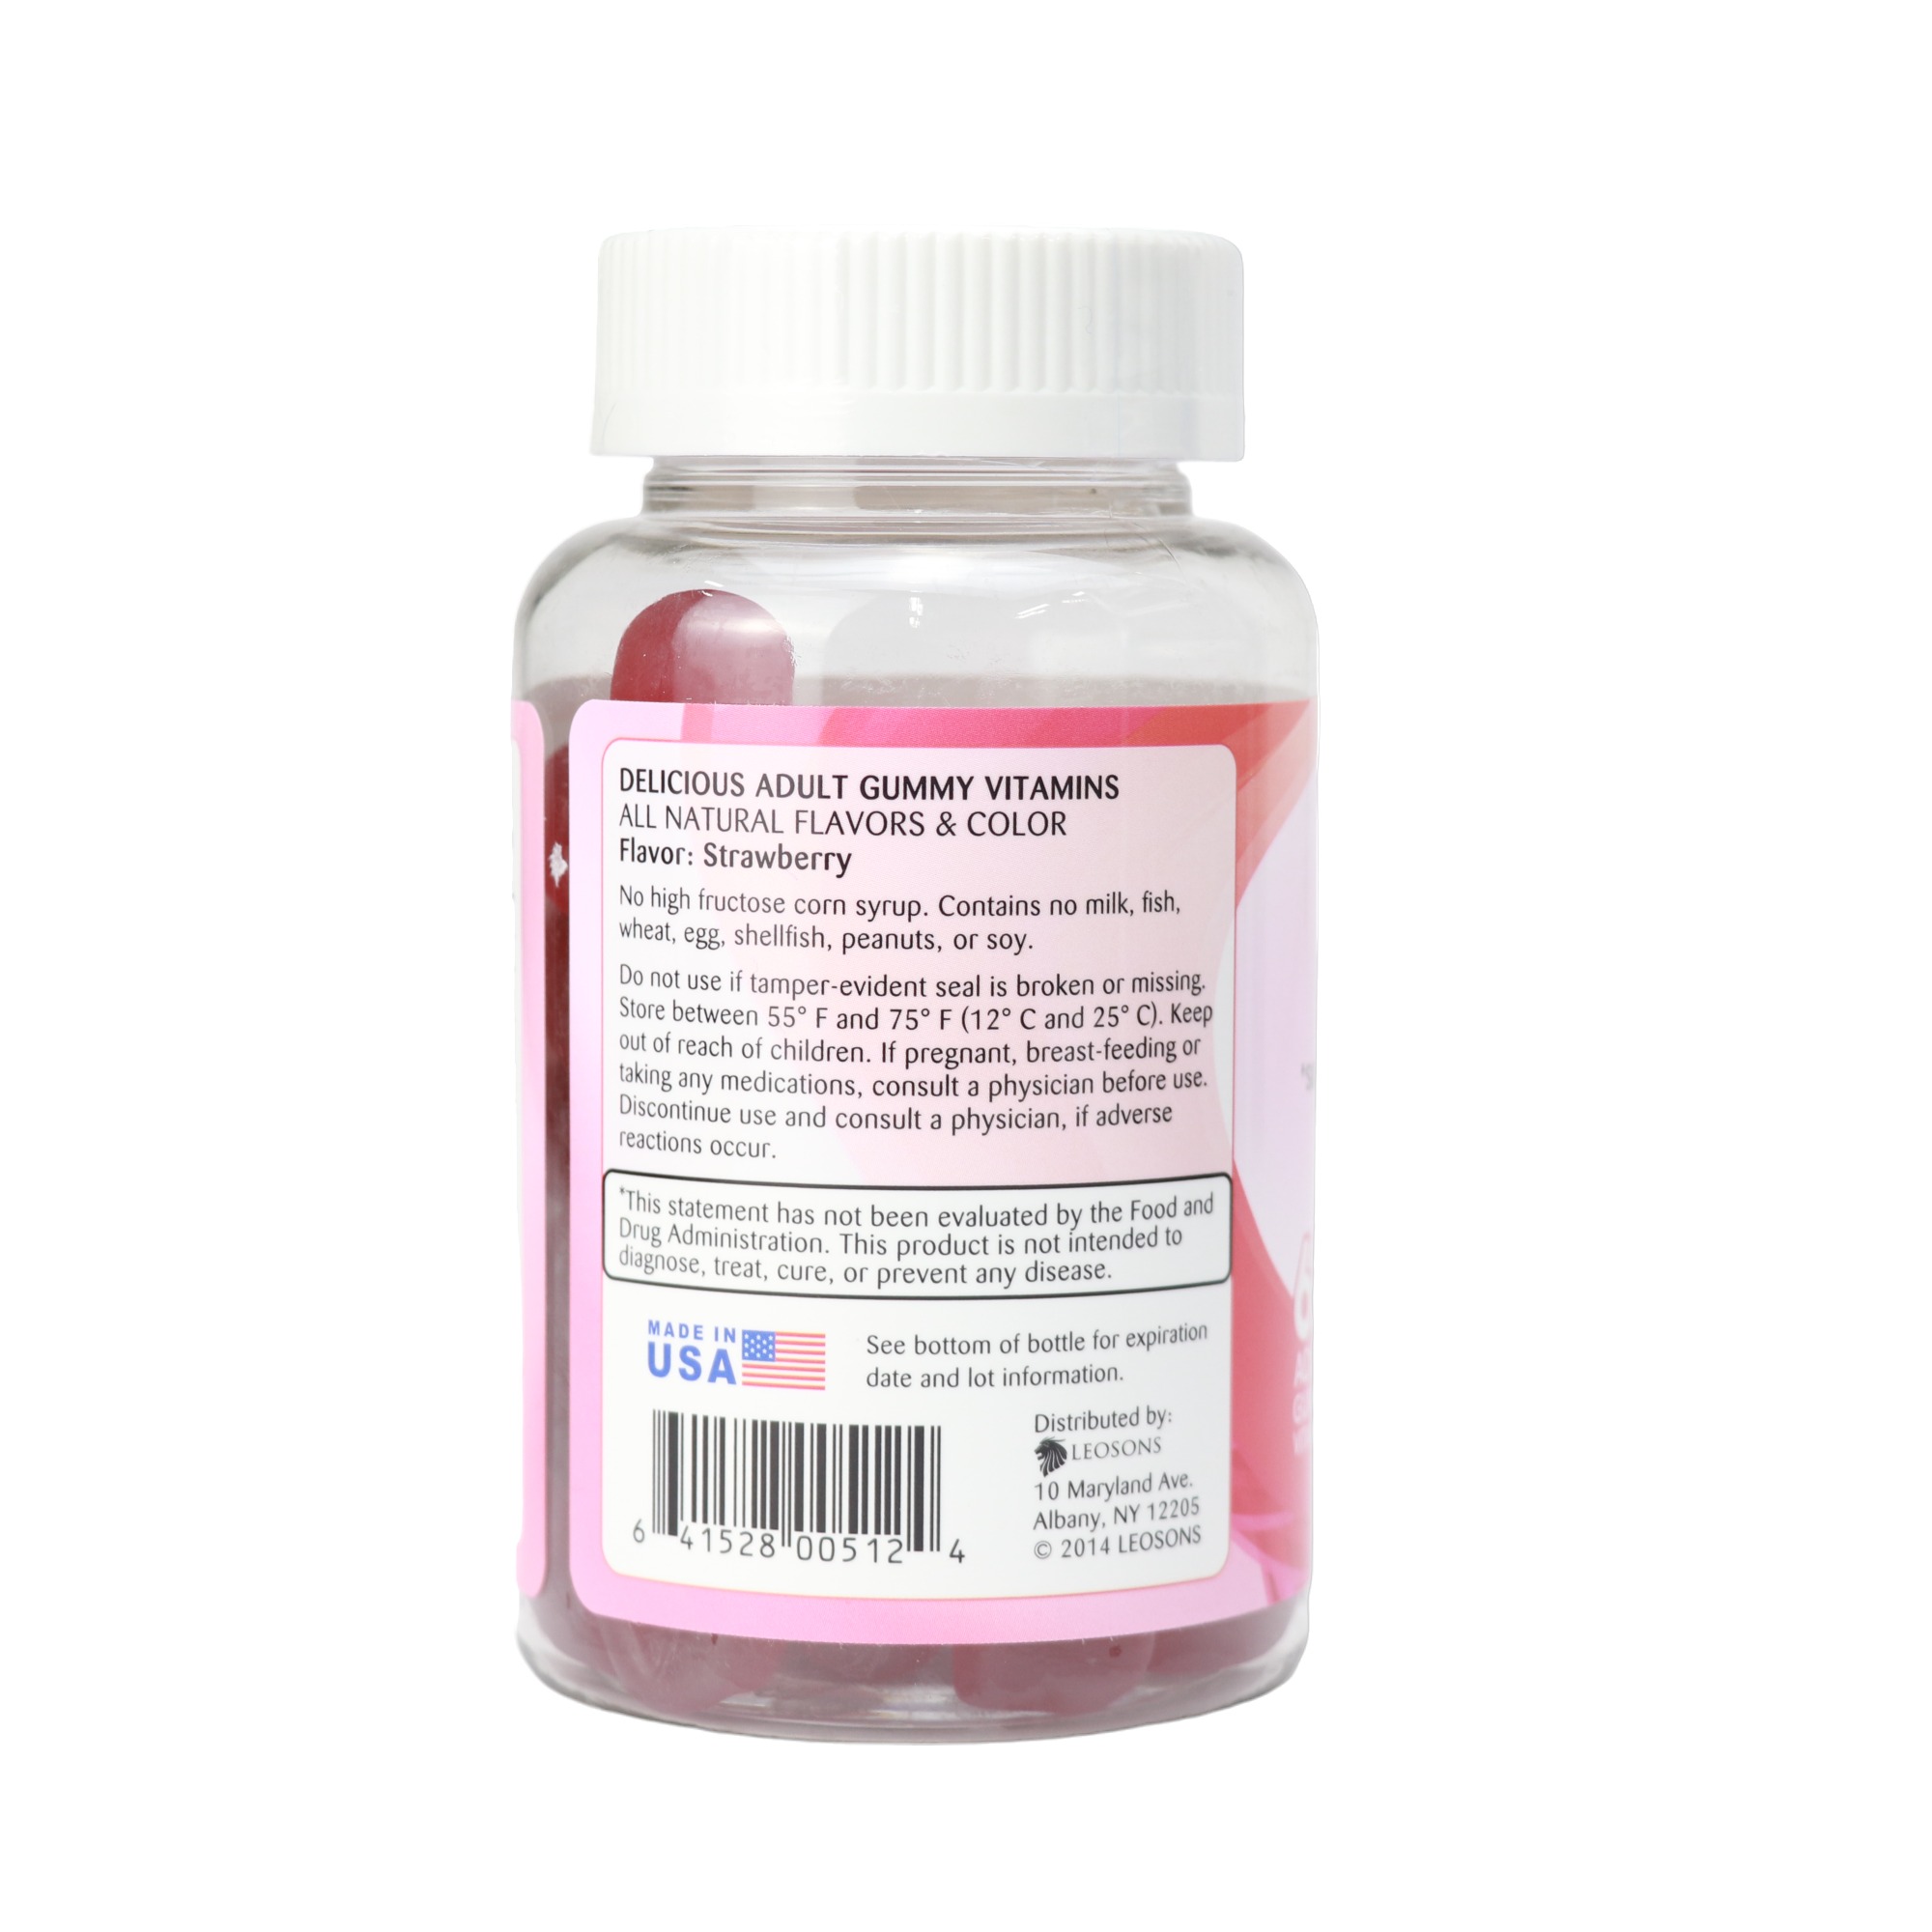 DELICIOUS ADULT GUMMY VITAMINS
ALL NATURAL FLAVORS & COLOR
Flavor: Strawberry
No high fructose corn syrup. Contains no milk, fish,
wheat, egg, shellfish, peanuts, or soy.
Do not use if tamper-evident seal is broken or missing.
Store between 55° F and 75° F (12° C and 25° C). Keep
out of reach of children. If pregnant, breast-feeding or
taking any medications, consult a physician before use.
Discontinue use and consult a physician, if adverse
reactions occur.
*This statement has not been evaluated by the Food and
Drug Administration. This product is not intended to
diagnose, treat, cure, or prevent any disease.
MADE IN
USA
See bottom of bottle for expiration
date and lot information.
6 41528 00512 4
Distributed by:
LEOSONS
10 Maryland Ave.
Albany, NY 12205
© 2014 LEOSONS